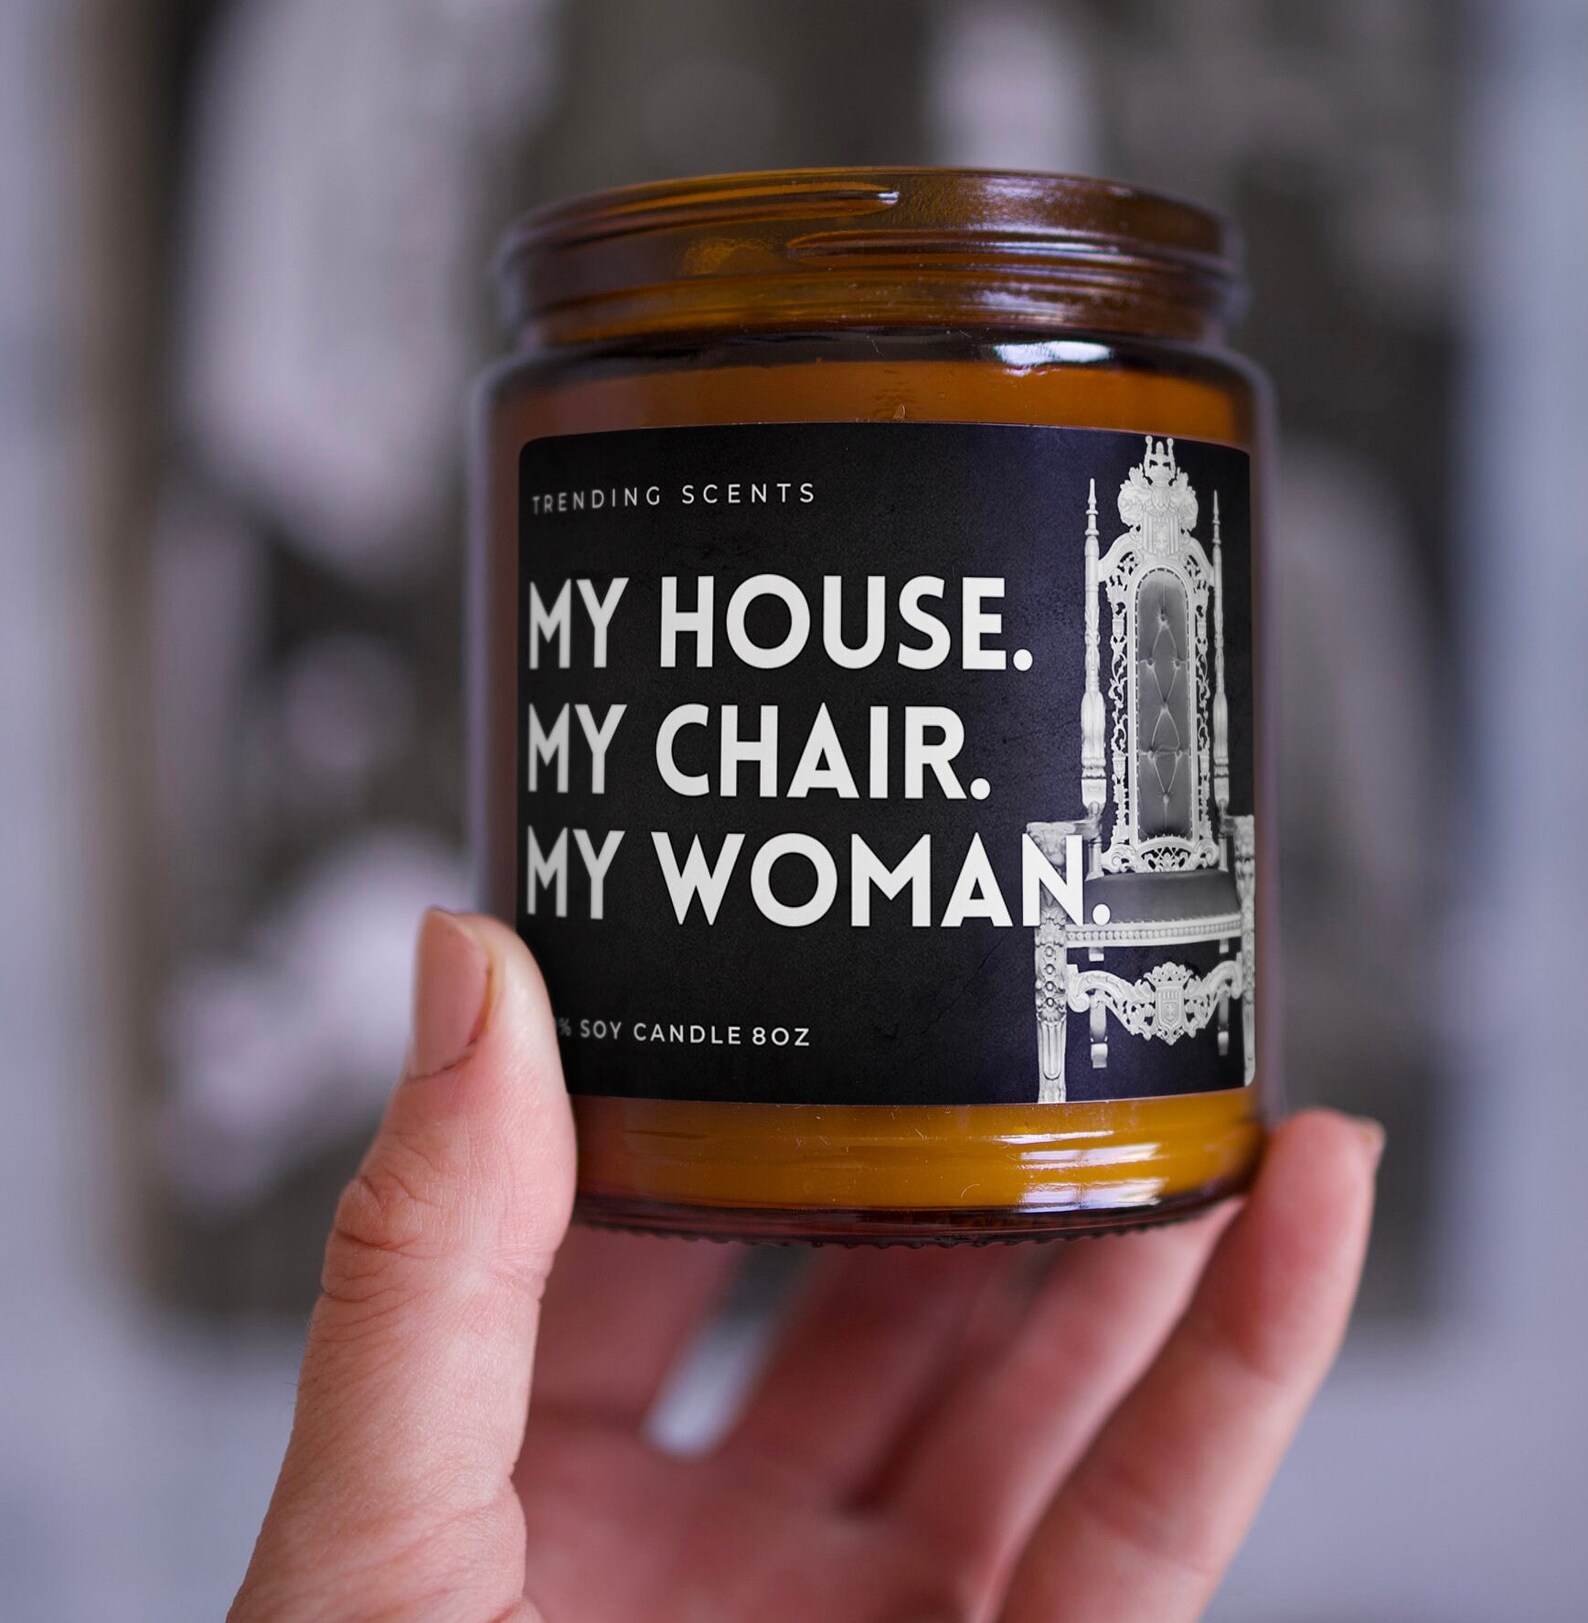 TRENDING SCENTS
MY HOUSE.
MY CHAIR.
MY WOMAN.
% SOY CANDLE 8OZ